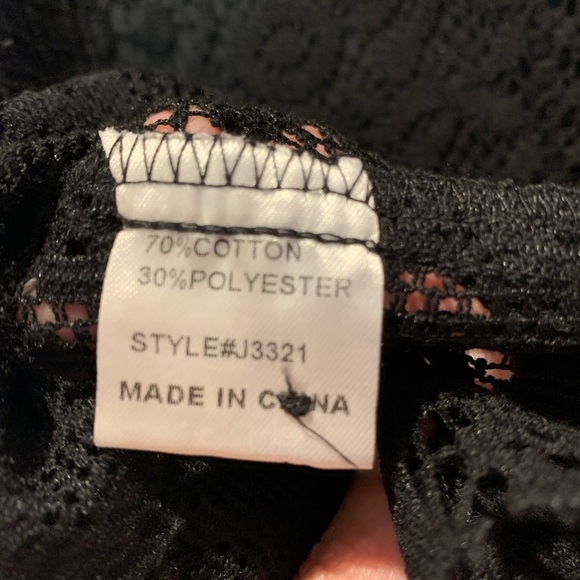 70%COTTON
30%POLYESTER
STYLE#J3321
MADE IN CHINA